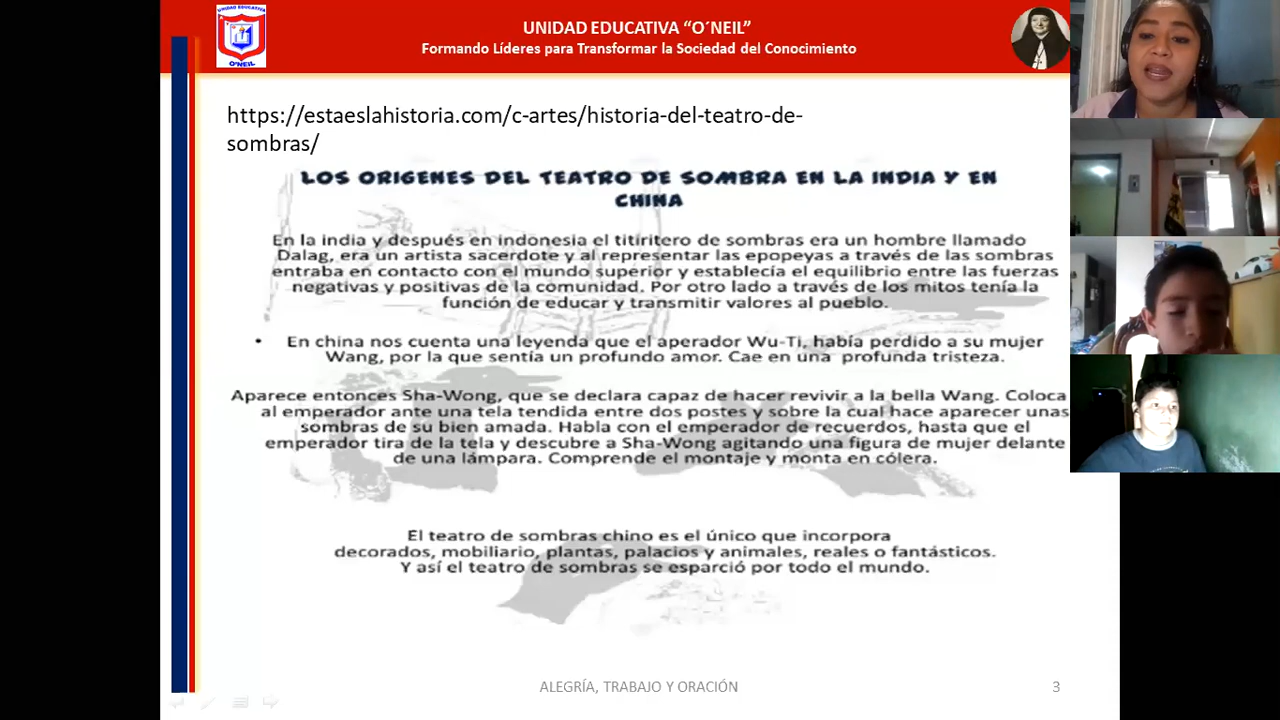 UNIDAD EDUCATIVA
O´NEIL
UNIDAD EDUCATIVA “O´NEIL”
Formando Líderes para Transformar la Sociedad del Conocimiento
https://estaeslahistoria.com/c-artes/historia-del-teatro-de-
sombras/
LOS ORIGENES DEL TEATRO DE SOMBRA EN LA INDIA Y EN
CHINA
En la india y después en indonesia el titiritero de sombras era un hombre llamado
Dalag, era un artista sacerdote y al representar las epopeyas a través de las sombras
entraba en contacto con el mundo superior y establecía el equilibrio entre las fuerzas
negativas y positivas de la comunidad. Por otro lado a través de los mitos tenía la
función de educar y transmitir valores al pueblo.
• En china nos cuenta una leyenda que el aperador Wu-Ti, había perdido a su mujer
Wang, por la que sentía un profundo amor. Cae en una profunda tristeza.
Aparece entonces Sha-Wong, que se declara capaz de hacer revivir a la bella Wang. Coloca
al emperador ante una tela tendida entre dos postes y sobre la cual hace aparecer unas
sombras de su bien amada. Habla con el emperador de recuerdos, hasta que el
emperador tira de la tela y descubre a Sha-Wong agitando una figura de mujer delante
de una lámpara. Comprende el montaje y monta en cólera.
El teatro de sombras chino es el único que incorpora
decorados, mobiliario, plantas, palacios y animales, reales o fantásticos.
Y así el teatro de sombras se esparció por todo el mundo.
ALEGRÍA, TRABAJO Y ORACIÓN
3